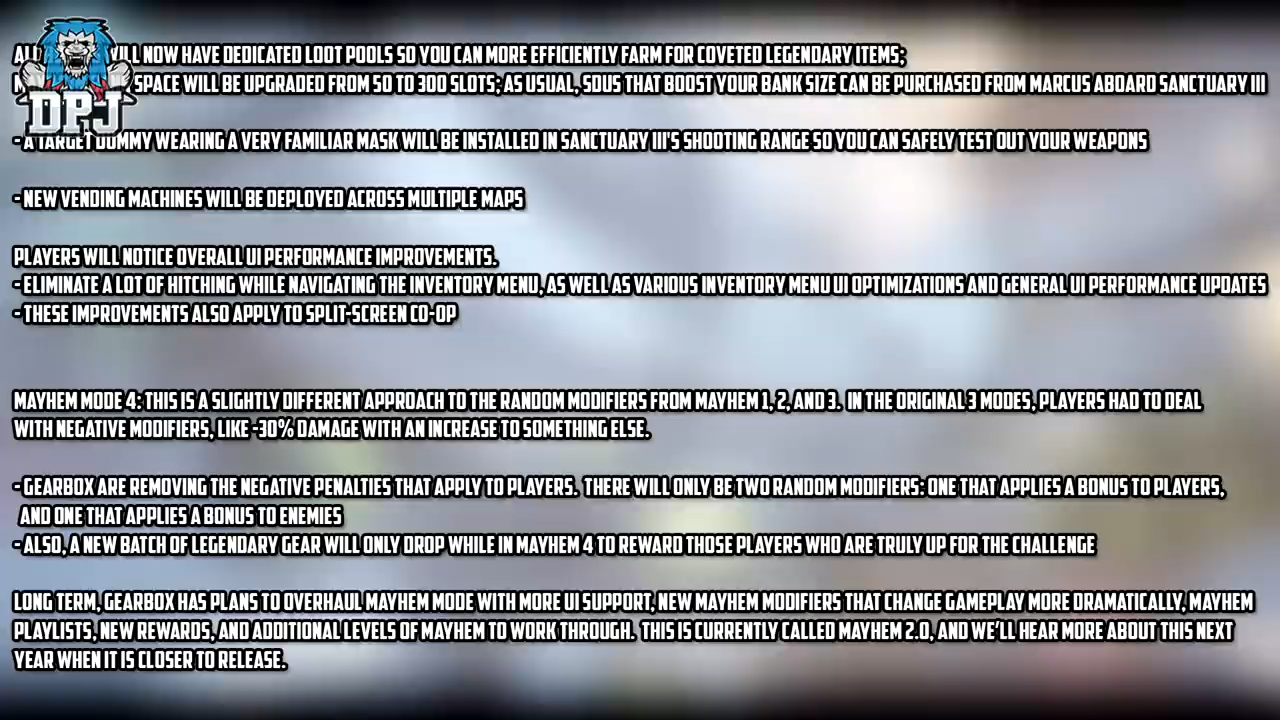 ALL WILL NOW HAVE DEDICATED LOOT POOLS SO YOU CAN MORE EFFICIENTLY FARM FOR COVETED LEGENDARY ITEMS;
SPACE WILL BE UPGRADED FROM 50 TO 300 SLOTS; AS USUAL, SDUS THAT BOOST YOUR BANK SIZE CAN BE PURCHASED FROM MARCUS ABOARD SANCTUARY III
DPJ
- A TARGET DUMMY WEARING A VERY FAMILIAR MASK WILL BE INSTALLED IN SANCTUARY III'S SHOOTING RANGE SO YOU CAN SAFELY TEST OUT YOUR WEAPONS
- NEW VENDING MACHINES WILL BE DEPLOYED ACROSS MULTIPLE MAPS
PLAYERS WILL NOTICE OVERALL UI PERFORMANCE IMPROVEMENTS.
- ELIMINATE A LOT OF HITCHING WHILE NAVIGATING THE INVENTORY MENU, AS WELL AS VARIOUS INVENTORY MENU UI OPTIMIZATIONS AND GENERAL UI PERFORMANCE UPDATES
- THESE IMPROVEMENTS ALSO APPLY TO SPLIT-SCREEN CO-OP
MAYHEM MODE 4: THIS IS A SLIGHTLY DIFFERENT APPROACH TO THE RANDOM MODIFIERS FROM MAYHEM 1, 2, AND 3. IN THE ORIGINAL 3 MODES, PLAYERS HAD TO DEAL
WITH NEGATIVE MODIFIERS, LIKE -30% DAMAGE WITH AN INCREASE TO SOMETHING ELSE.
- GEARBOX ARE REMOVING THE NEGATIVE PENALTIES THAT APPLY TO PLAYERS. THERE WILL ONLY BE TWO RANDOM MODIFIERS: ONE THAT APPLIES A BONUS TO PLAYERS,
AND ONE THAT APPLIES A BONUS TO ENEMIES
- ALSO, A NEW BATCH OF LEGENDARY GEAR WILL ONLY DROP WHILE IN MAYHEM 4 TO REWARD THOSE PLAYERS WHO ARE TRULY UP FOR THE CHALLENGE
LONG TERM, GEARBOX HAS PLANS TO OVERHAUL MAYHEM MODE WITH MORE UI SUPPORT, NEW MAYHEM MODIFIERS THAT CHANGE GAMEPLAY MORE DRAMATICALLY, MAYHEM
PLAYLISTS, NEW REWARDS, AND ADDITIONAL LEVELS OF MAYHEM TO WORK THROUGH. THIS IS CURRENTLY CALLED MAYHEM 2.0, AND WE'LL HEAR MORE ABOUT THIS NEXT
YEAR WHEN IT IS CLOSER TO RELEASE.